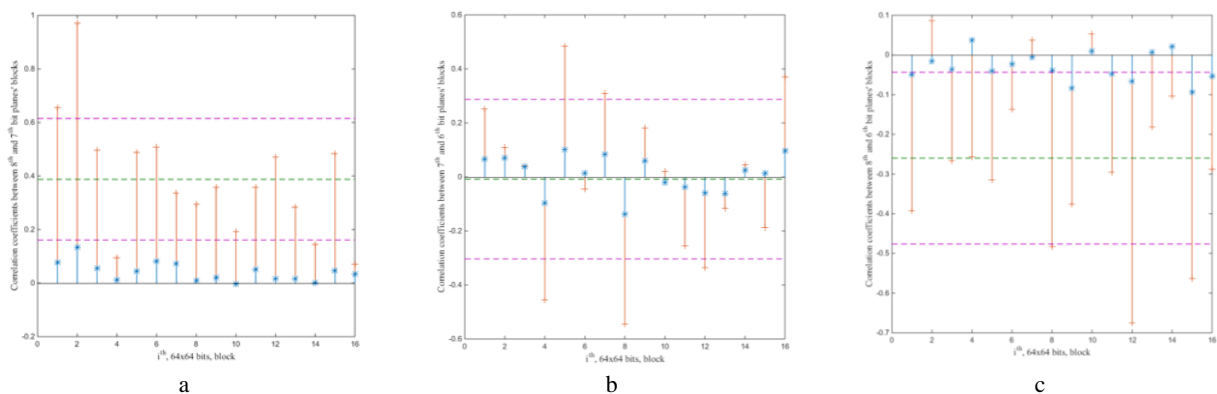 Correlation coefficients between 8th and 7th bit planes' blocks
1
0.8
0.6
0.4
0.2
0
-0.2
0 2 4 6 8 10 12 14 16
ith, 64x64 bits, block
a
Correlation coefficients between 7th and 6th bit planes' blocks
0.6
0.4
0.2
0
-0.2
-0.4
-0.6
0 2 4 6 8 10 12 14 16
ith, 64x64 bits, block
b
Correlation coefficients between 8th and 6th bit planes' blocks
0.1
0
-0.1
-0.2
-0.3
-0.4
-0.5
-0.6
-0.7
0 2 4 6 8 10 12 14 16
ith, 64x64 bits, block
c